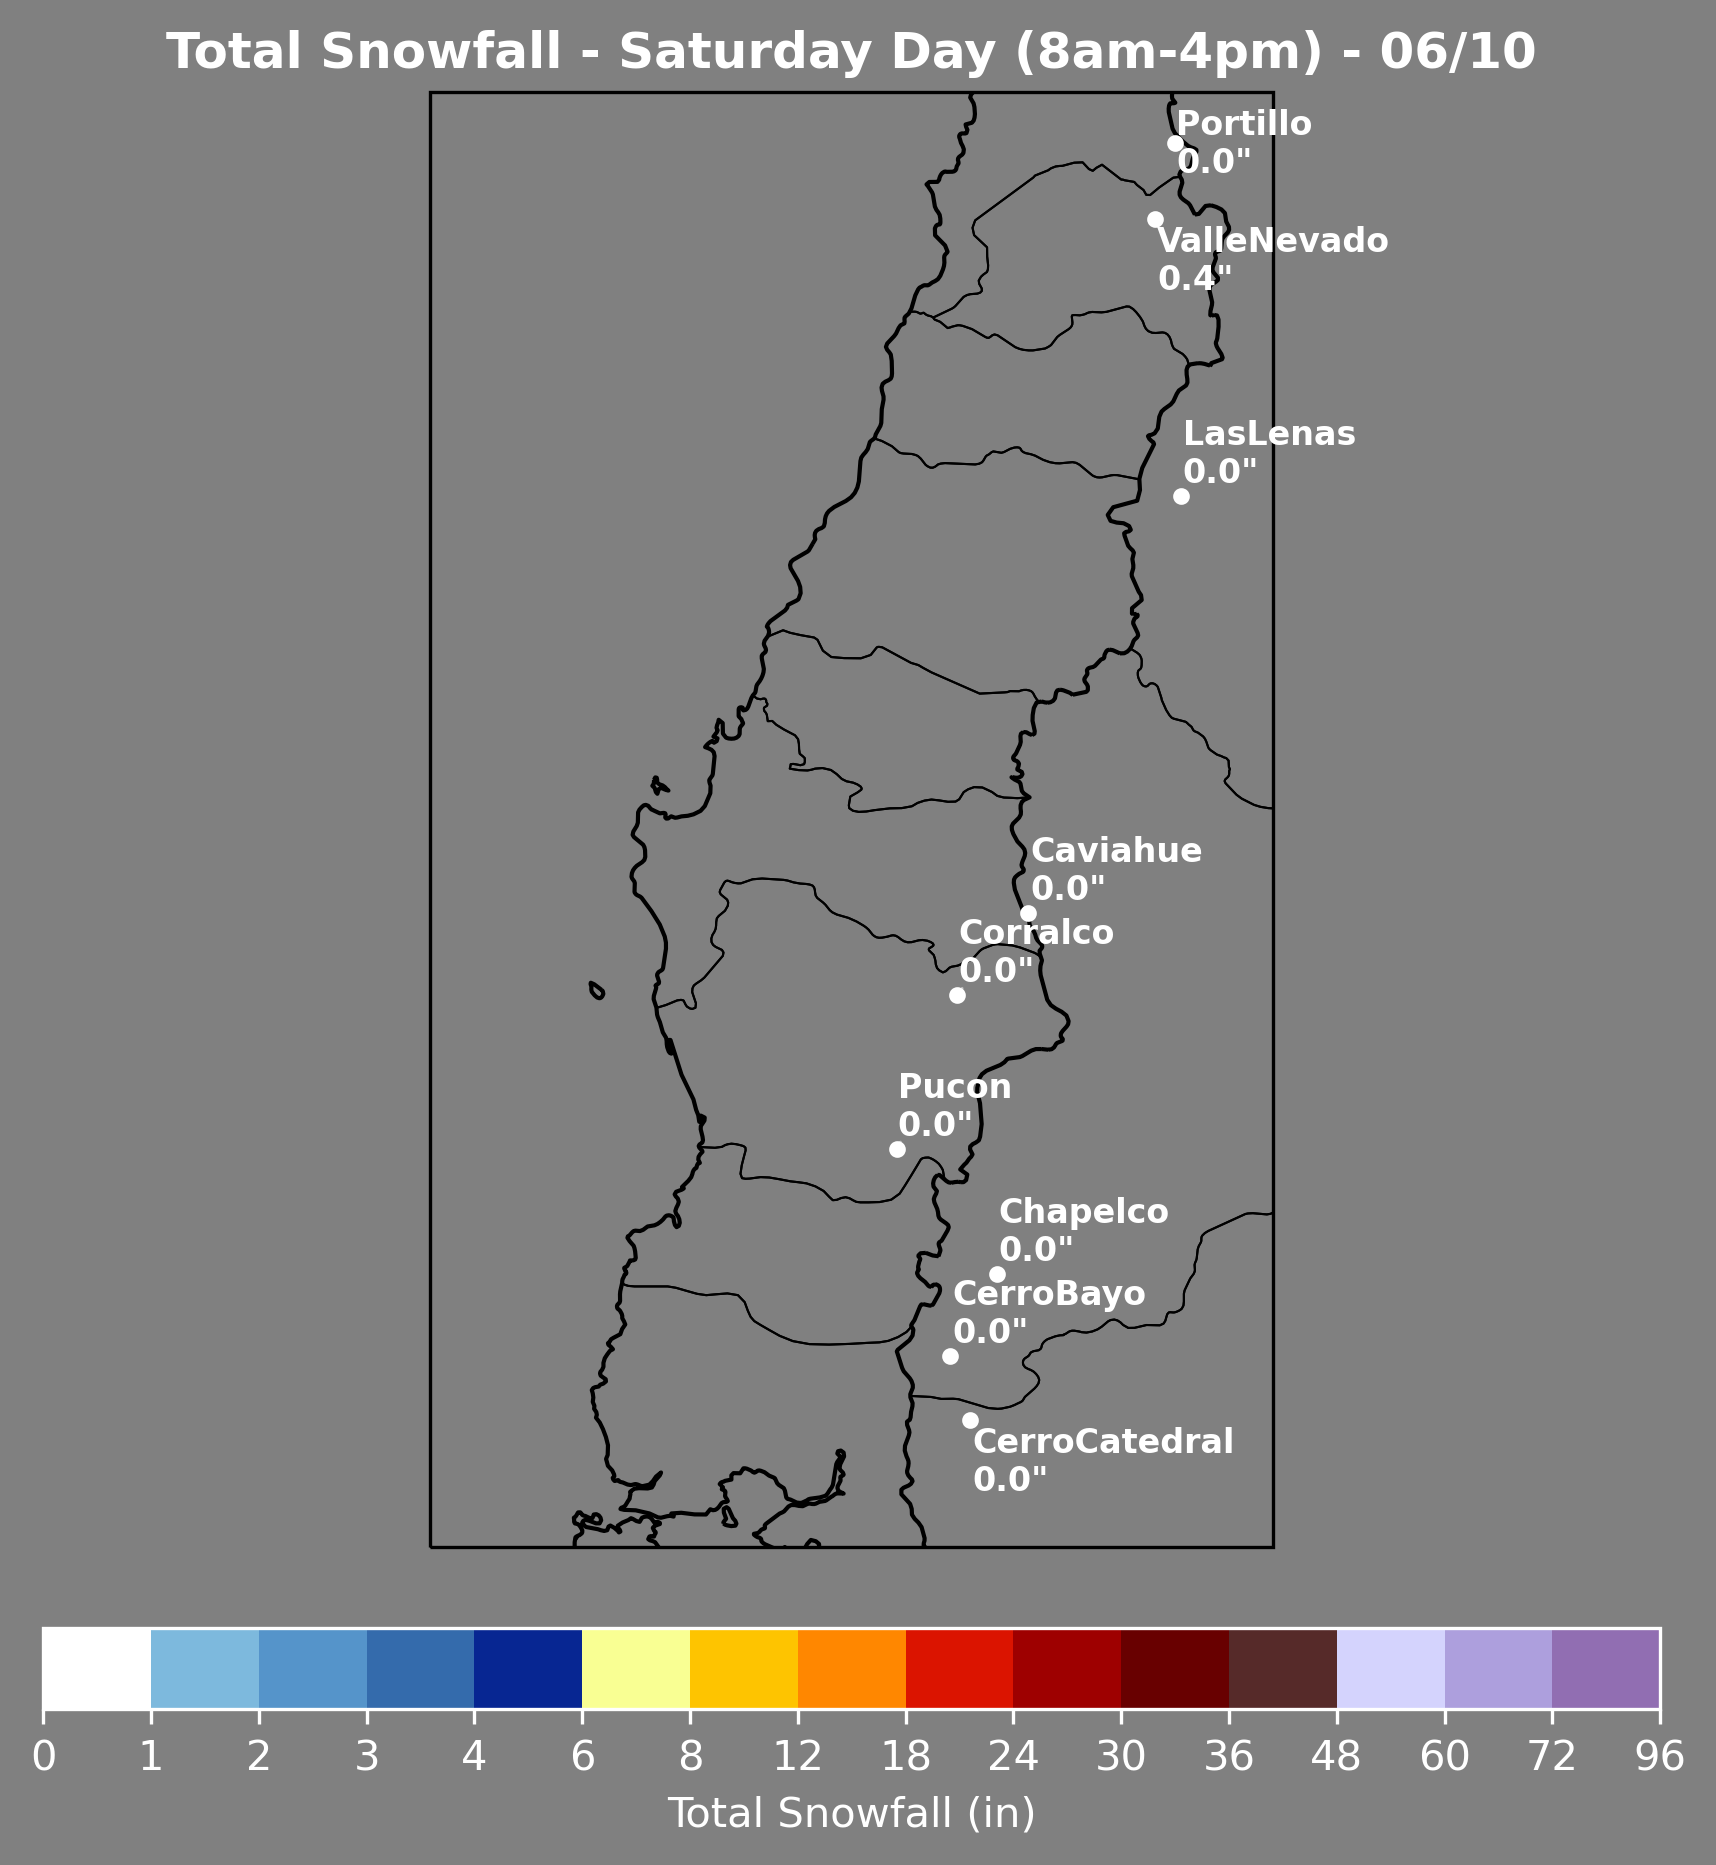 Total Snowfall - Saturday Day (8am-4pm) - 06/10
Portillo
0.0"
ValleNevado
0.4"
LasLenas
0.0"
Caviahue
0.0"
Corralco
0.0"
Pucon
0.0"
Chapelco
0.0"
CerroBayo
0.0"
CerroCatedral
0.0"
0 1 2 3 4 6 8 12 18 24 30 36 48 60 72 96
Total Snowfall (in)